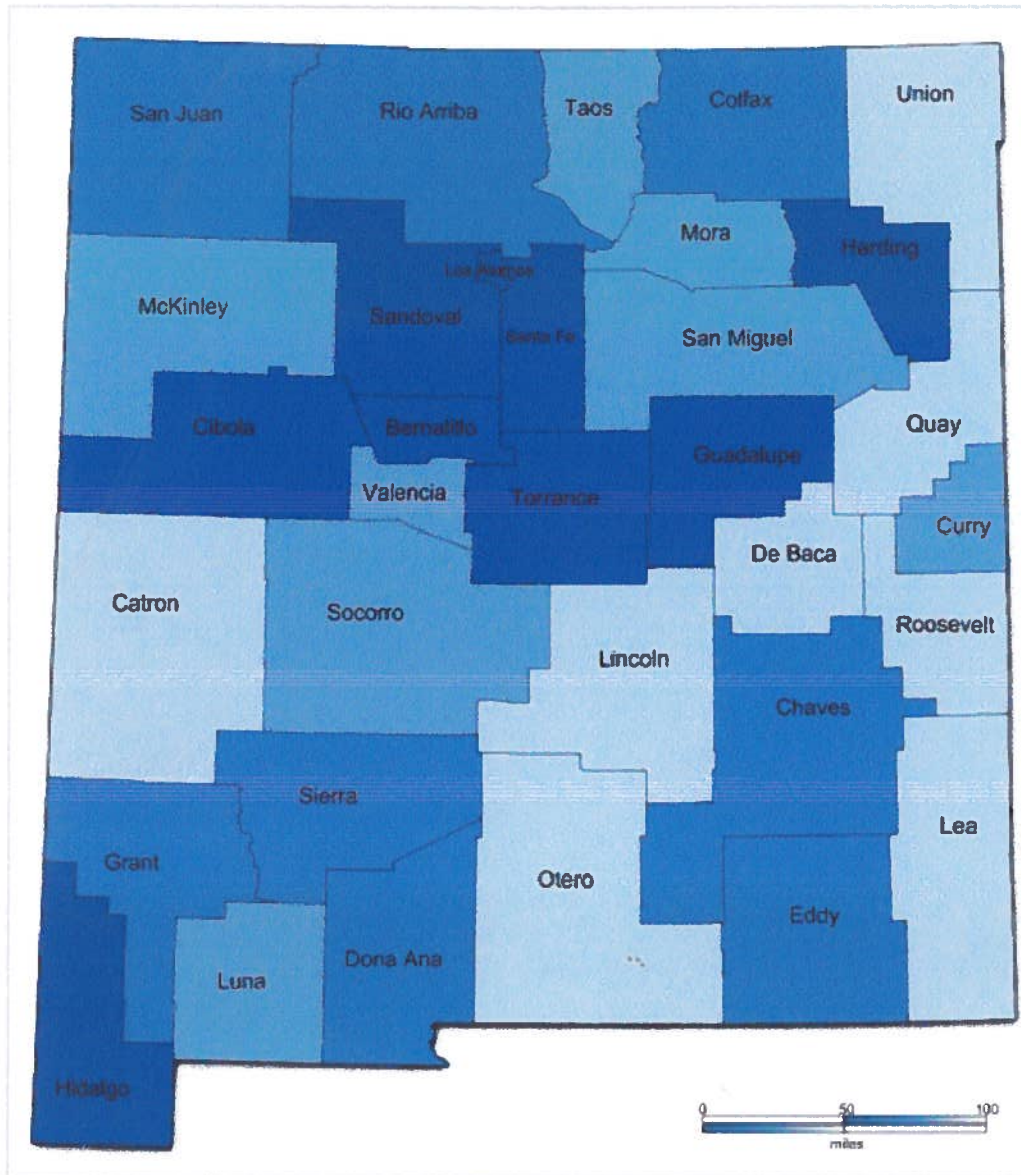 San Juan
Rio Arriba
Taos
Colfax
Union
Mora
Harding
Los Alamos
McKinley
Sandoval
Santa Fe
San Miguel
Cibola
Bernalillo
Quay
Guadalupe
Valencia
Torrance
Curry
De Baca
Catron
Socorro
Roosevelt
Lincoln
Chaves
Sierra
Grant
Lea
Otero
Eddy
Dona Ana
Luna
Hidalgo
0 50 100
miles